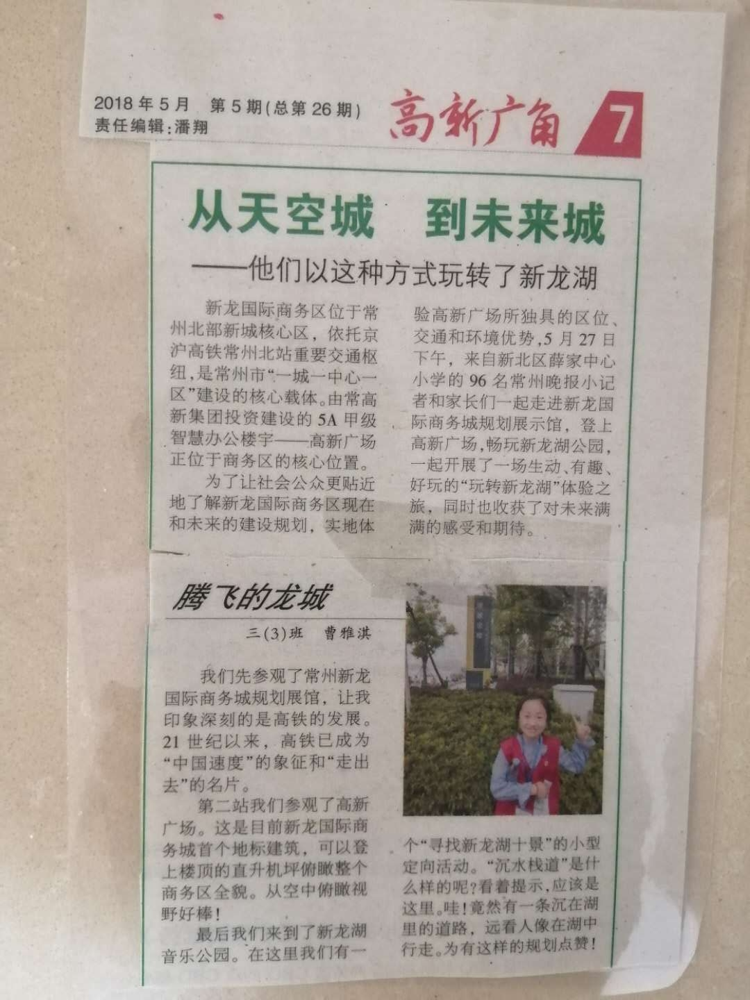 2018年5月 第5期(总第26期)
责任编辑:潘翔
高新广角
7
从天空城 到未来城
——他们以这种方式玩转了新龙湖
新龙国际商务区位于常
州北部新城核心区，依托京
沪高铁常州北站重要交通枢
纽,是常州市“一城一中心一
区”建设的核心载体。由常高
新集团投资建设的5A甲级
智慧办公楼宇——高新广场
正位于商务区的核心位置。
为了让社会公众更贴近
地了解新龙国际商务区现在
和未来的建设规划，实地体
验高新广场所独具的区位、
交通和环境优势,5月27日
下午，来自新北区薛家中心
小学的96名常州晚报小记
者和家长们一起走进新龙国
际商务城规划展示馆，登上
高新广场,畅玩新龙湖公园，
一起开展了一场生动、有趣、
好玩的“玩转新龙湖”体验之
旅，同时也收获了对未来满
满的感受和期待。
腾飞的龙城
三(3)班 曹雅淇
我们先参观了常州新龙
国际商务城规划展馆，让我
印象深刻的是高铁的发展。
21世纪以来，高铁已成为
“中国速度”的象征和“走出
去”的名片。
第二站我们参观了高新
广场。这是目前新龙国际商
务城首个地标建筑，可以登
上楼顶的直升机坪俯瞰整个
商务区全貌。从空中俯瞰视
野好棒！
最后我们来到了新龙湖
音乐公园。在这里我们有一
个“寻找新龙湖十景”的小型
定向活动。“沉水栈道”是什
么样的呢?看着提示,应该是
这里。哇！竟然有一条沉在湖
里的道路，远看人像在湖中
行走。为有这样的规划点赞！